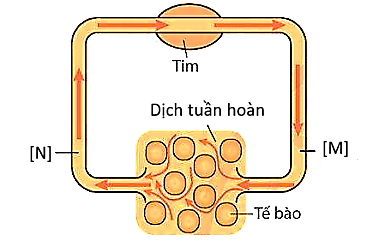 Tim
Dịch tuần hoàn
[N]
[M]
Tế bào